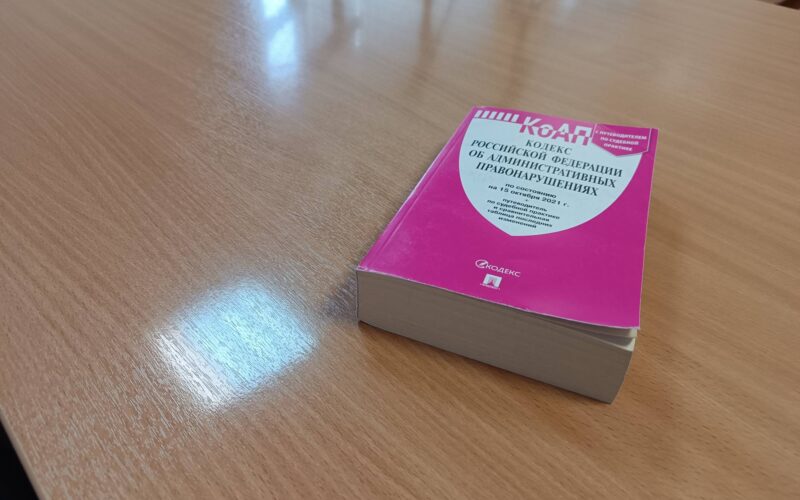 КоАП
С ПУТЕВОДИТЕЛЕМ
ПО СУДЕБНОЙ
ПРАКТИКЕ
КОДЕКС
РОССИЙСКОЙ ФЕДЕРАЦИИ
ОБ АДМИНИСТРАТИВНЫХ
ПРАВОНАРУШЕНИЯХ
по состоянию
на 15 октября 2021 г.
+
путеводитель
по судебной практике
и сравнительная
таблица последних
изменений
КОДЕКС